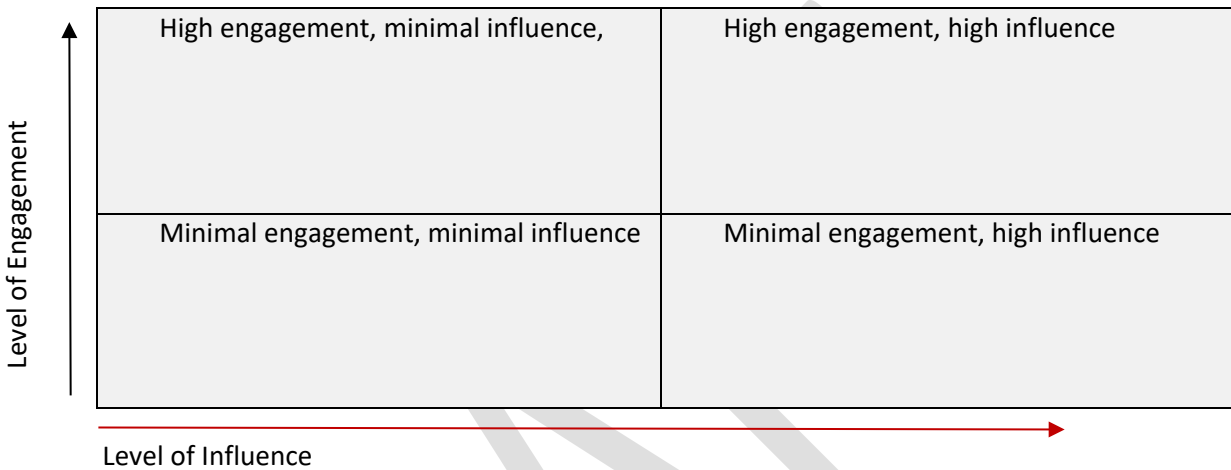 High engagement, minimal influence,
High engagement, high influence
Level of Engagement
Minimal engagement, minimal influence
Minimal engagement, high influence
Level of Influence